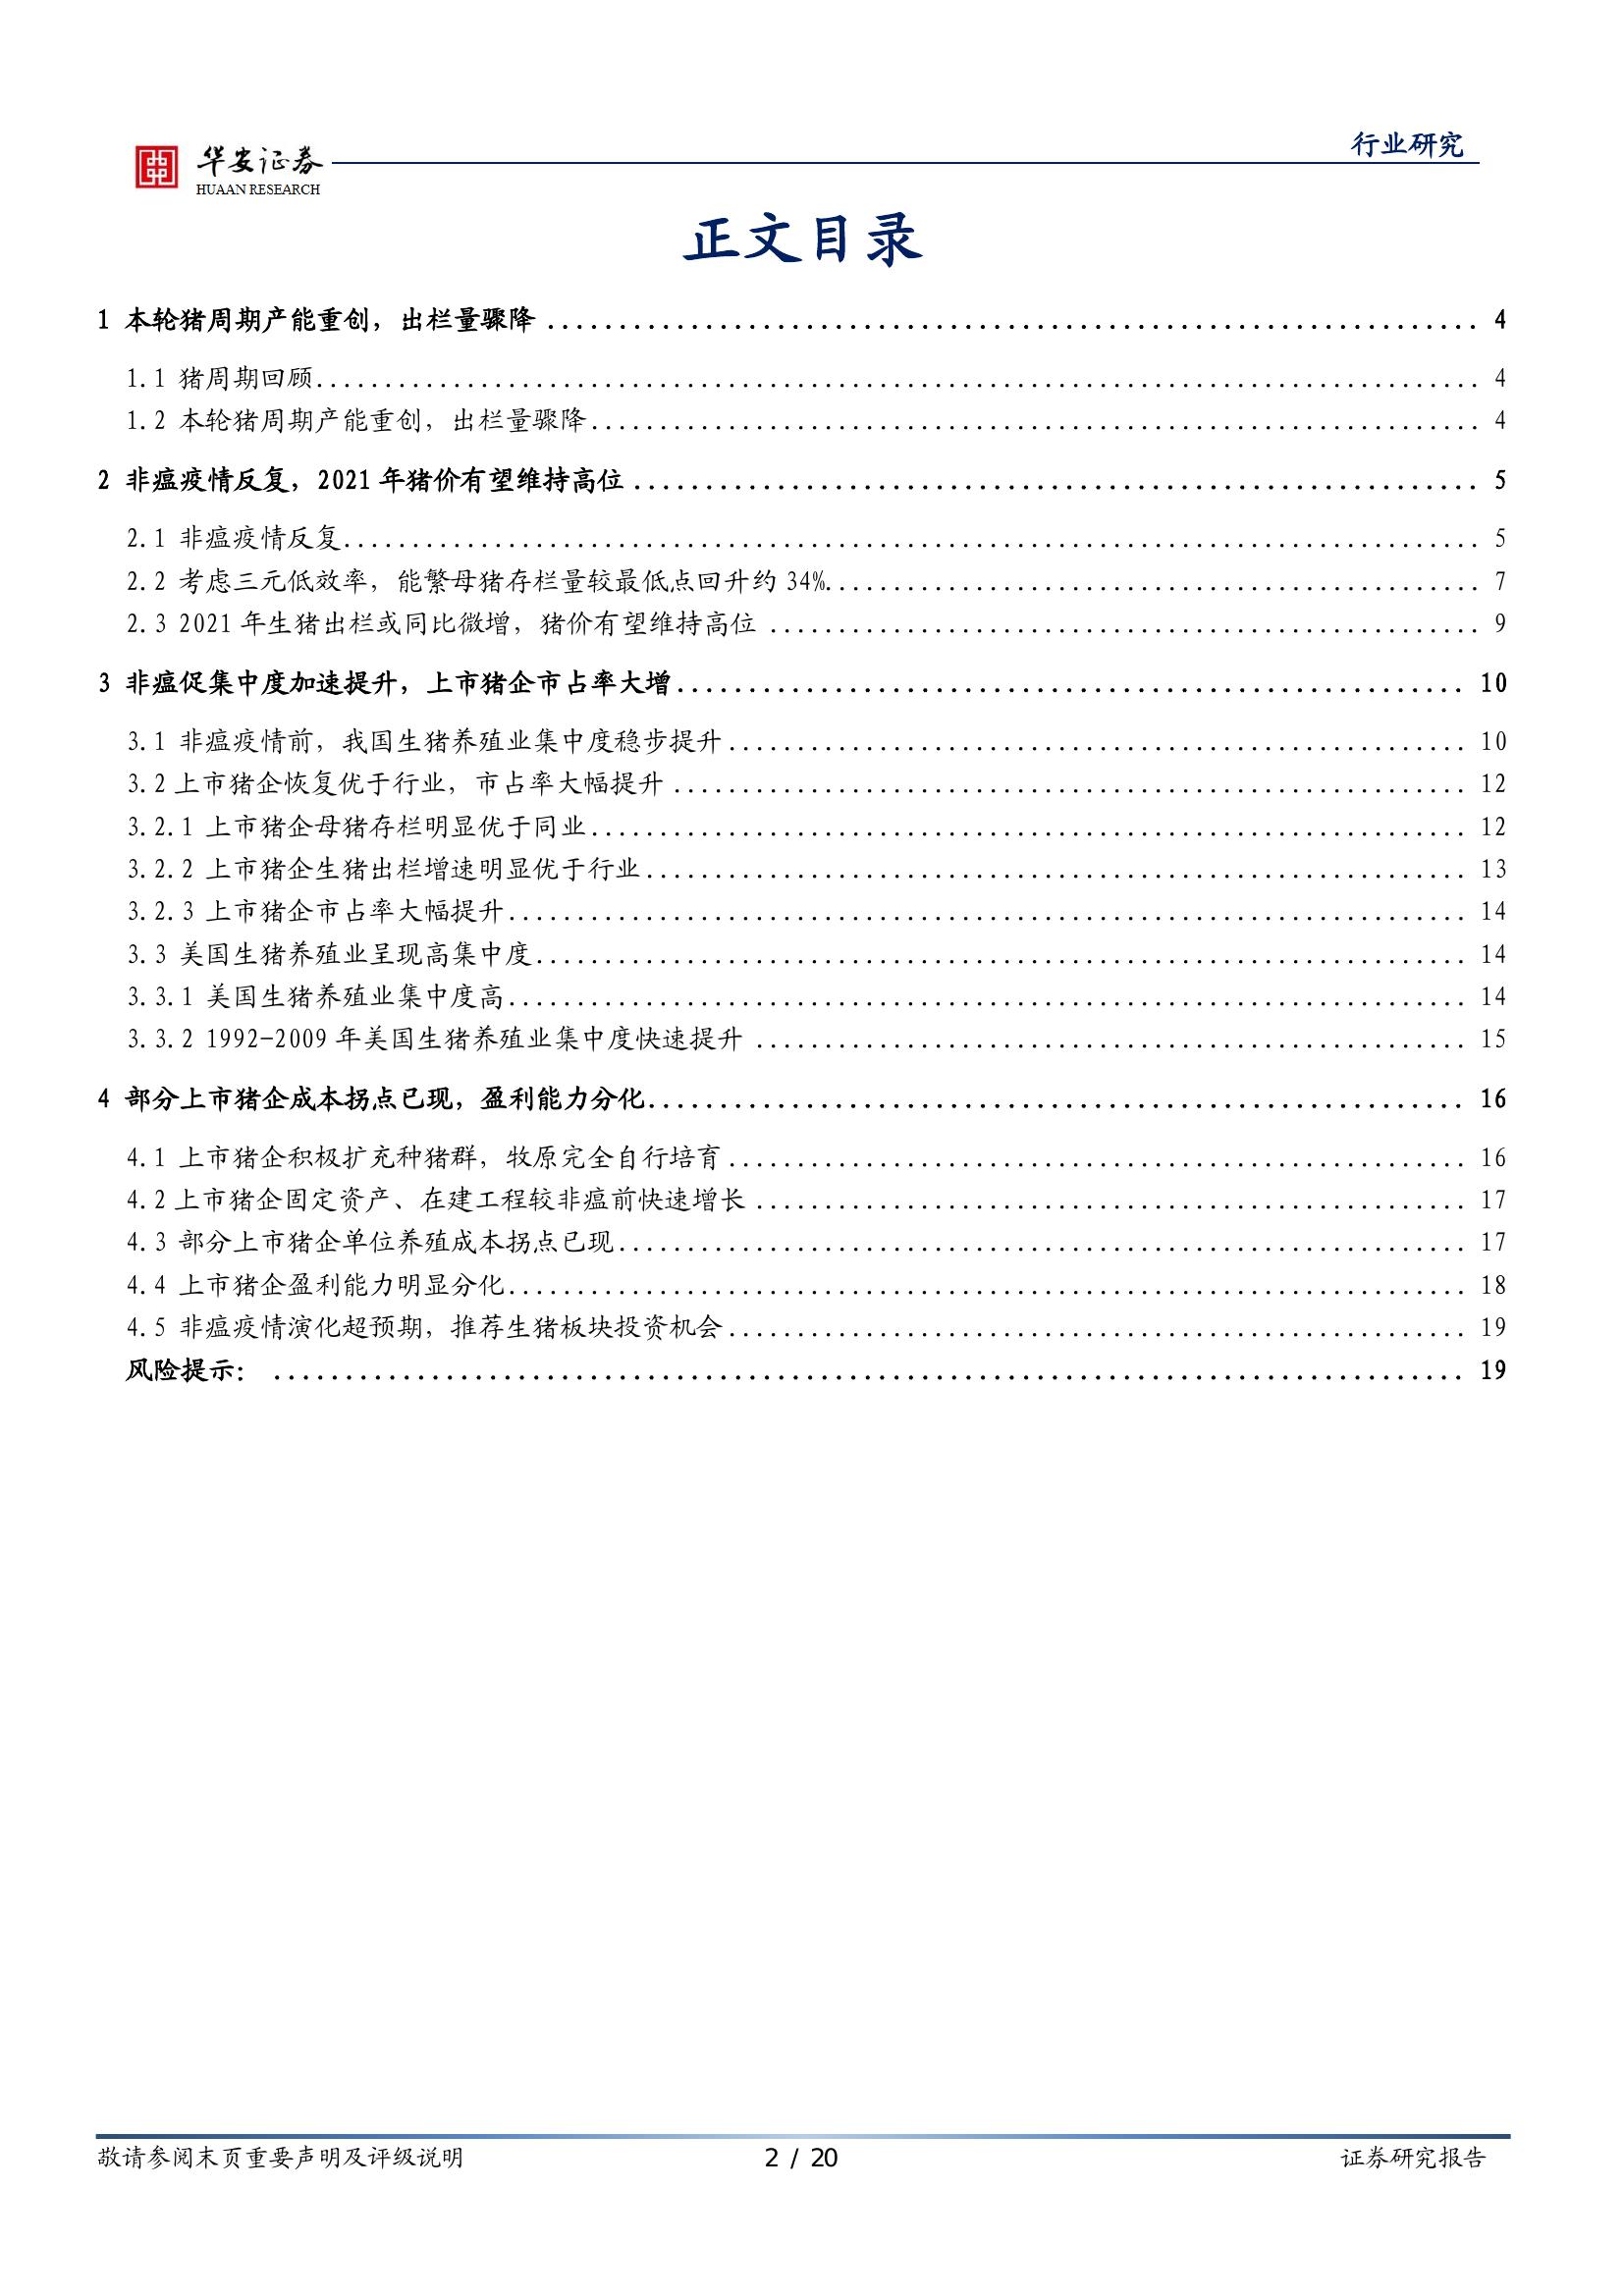 华安证券
HUAAN RESEARCH
行业研究
正文目录
1 本轮猪周期产能重创，出栏量骤降 4
1.1 猪周期回顾 4
1.2 本轮猪周期产能重创，出栏量骤降 4
2 非瘟疫情反复，2021 年猪价有望维持高位 5
2.1 非瘟疫情反复 5
2.2 考虑三元低效率，能繁母猪存栏量较最低点回升约 34% 7
2.3 2021 年生猪出栏或同比微增，猪价有望维持高位 9
3 非瘟促集中度加速提升，上市猪企市占率大增 10
3.1 非瘟疫情前，我国生猪养殖业集中度稳步提升 10
3.2 上市猪企恢复优于行业，市占率大幅提升 12
3.2.1 上市猪企母猪存栏明显优于同业 12
3.2.2 上市猪企生猪出栏增速明显优于行业 13
3.2.3 上市猪企市占率大幅提升 14
3.3 美国生猪养殖业呈现高集中度 14
3.3.1 美国生猪养殖业集中度高 14
3.3.2 1992-2009 年美国生猪养殖业集中度快速提升 15
4 部分上市猪企成本拐点已现，盈利能力分化 16
4.1 上市猪企积极扩充种猪群，牧原完全自行培育 16
4.2 上市猪企固定资产、在建工程较非瘟前快速增长 17
4.3 部分上市猪企单位养殖成本拐点已现 17
4.4 上市猪企盈利能力明显分化 18
4.5 非瘟疫情演化超预期，推荐生猪板块投资机会 19
风险提示： 19
敬请参阅末页重要声明及评级说明
2 / 20
证券研究报告